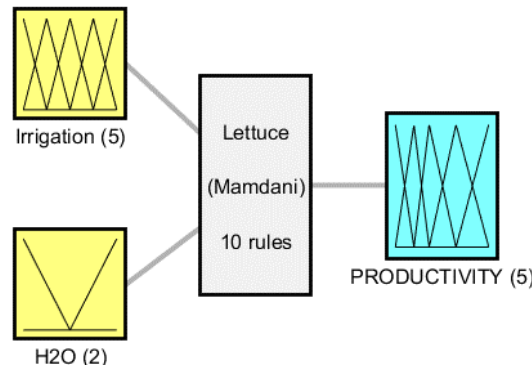 Irrigation (5)
Lettuce
(Mamdani)
10 rules
PRODUCTIVITY (5)
H2O (2)